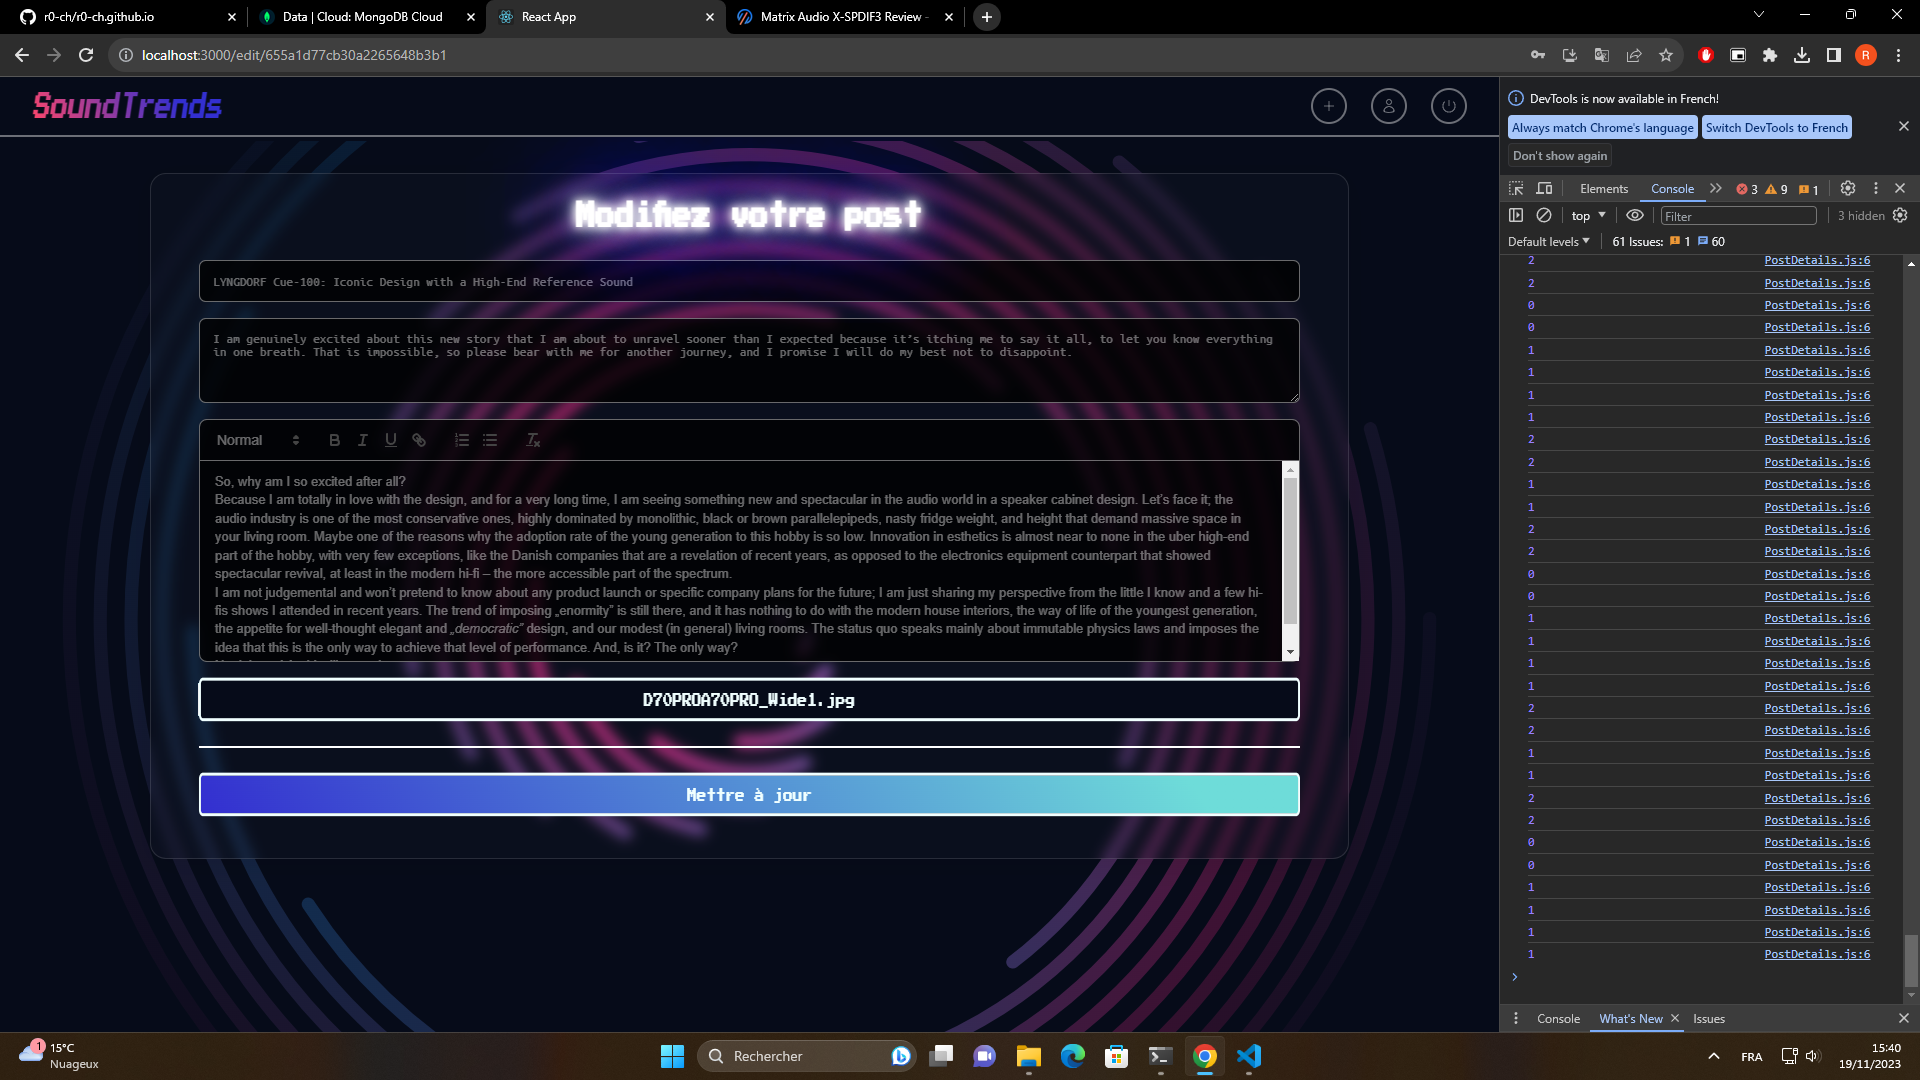 r0-ch/r0-ch.github.io
Data | Cloud: MongoDB Cloud
React App
Matrix Audio X-SPDIF3 Review -
localhost:3000/edit/655a1d77cb30a2265648b3b1
R
SoundTrends
Modifiez votre post
LYNGDORF Cue-100: Iconic Design with a High-End Reference Sound
I am genuinely excited about this new story that I am about to unravel sooner than I expected because it's itching me to say it all, to let you know everything
in one breath. That is impossible, so please bear with me for another journey, and I promise I will do my best not to disappoint.
Normal
So, why am I so excited after all?
Because I am totally in love with the design, and for a very long time, I am seeing something new and spectacular in the audio world in a speaker cabinet design. Let's face it; the
audio industry is one of the most conservative ones, highly dominated by monolithic, black or brown parallelepipeds, nasty fridge weight, and height that demand massive space in
your living room. Maybe one of the reasons why the adoption rate of the young generation to this hobby is so low. Innovation in esthetics is almost near to none in the uber high-end
part of the hobby, with very few exceptions, like the Danish companies that are a revelation of recent years, as opposed to the electronics equipment counterpart that showed
spectacular revival, at least in the modern hi-fi – the more accessible part of the spectrum.
I am not judgemental and won't pretend to know about any product launch or specific company plans for the future; I am just sharing my perspective from the little I know and a few hi-
fis shows I attended in recent years. The trend of imposing „enormity" is still there, and it has nothing to do with the modern house interiors, the way of life of the youngest generation,
the appetite for well-thought elegant and „democratic" design, and our modest (in general) living rooms. The status quo speaks mainly about immutable physics laws and imposes the
idea that this is the only way to achieve that level of performance. And, is it? The only way?
D70PROA70PRO_Wide1.jpg
Mettre à jour
DevTools is now available in French!
Always match Chrome's language
Switch DevTools to French
Don't show again
Elements
Console
3
9
1
top
Filter
3 hidden
Default levels
61 Issues:
1
60
2 PostDetails.js:6
2 PostDetails.js:6
0 PostDetails.js:6
0 PostDetails.js:6
1 PostDetails.js:6
1 PostDetails.js:6
1 PostDetails.js:6
1 PostDetails.js:6
2 PostDetails.js:6
2 PostDetails.js:6
1 PostDetails.js:6
1 PostDetails.js:6
2 PostDetails.js:6
2 PostDetails.js:6
0 PostDetails.js:6
0 PostDetails.js:6
1 PostDetails.js:6
1 PostDetails.js:6
1 PostDetails.js:6
1 PostDetails.js:6
2 PostDetails.js:6
2 PostDetails.js:6
1 PostDetails.js:6
1 PostDetails.js:6
2 PostDetails.js:6
2 PostDetails.js:6
0 PostDetails.js:6
0 PostDetails.js:6
1 PostDetails.js:6
1 PostDetails.js:6
1 PostDetails.js:6
1 PostDetails.js:6
Console
What's New
Issues
1
15°C
Nuageux
Rechercher
FRA
15:40
19/11/2023